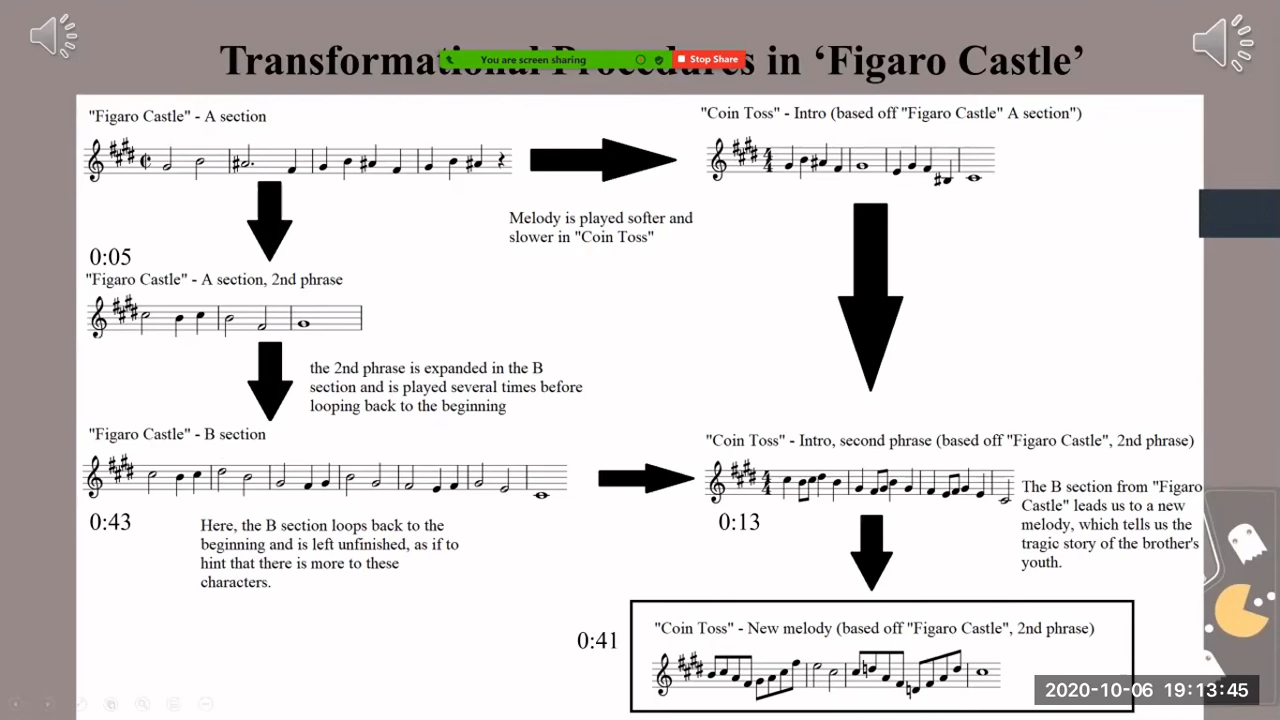 Transformational Procedures in ‘Figaro Castle’
You are screen sharing
Stop Share
"Figaro Castle" - A section
"Coin Toss" - Intro (based off "Figaro Castle" A section")
Melody is played softer and
slower in "Coin Toss"
0:05
"Figaro Castle" - A section, 2nd phrase
the 2nd phrase is expanded in the B
section and is played several times before
looping back to the beginning
"Figaro Castle" - B section
"Coin Toss" - Intro, second phrase (based off "Figaro Castle", 2nd phrase)
0:43
Here, the B section loops back to the
beginning and is left unfinished, as if to
hint that there is more to these
characters.
0:13
The B section from "Figaro
Castle" leads us to a new
melody, which tells us the
tragic story of the brother's
youth.
0:41
"Coin Toss" - New melody (based off "Figaro Castle", 2nd phrase)
2020-10-06 19:13:45